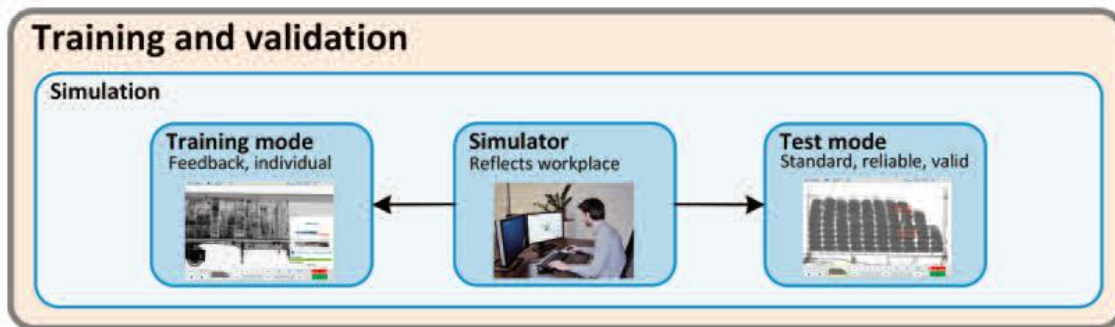 Training and validation
Simulation
Training mode
Feedback, individual
Simulator
Reflects workplace
Test mode
Standard, reliable, valid